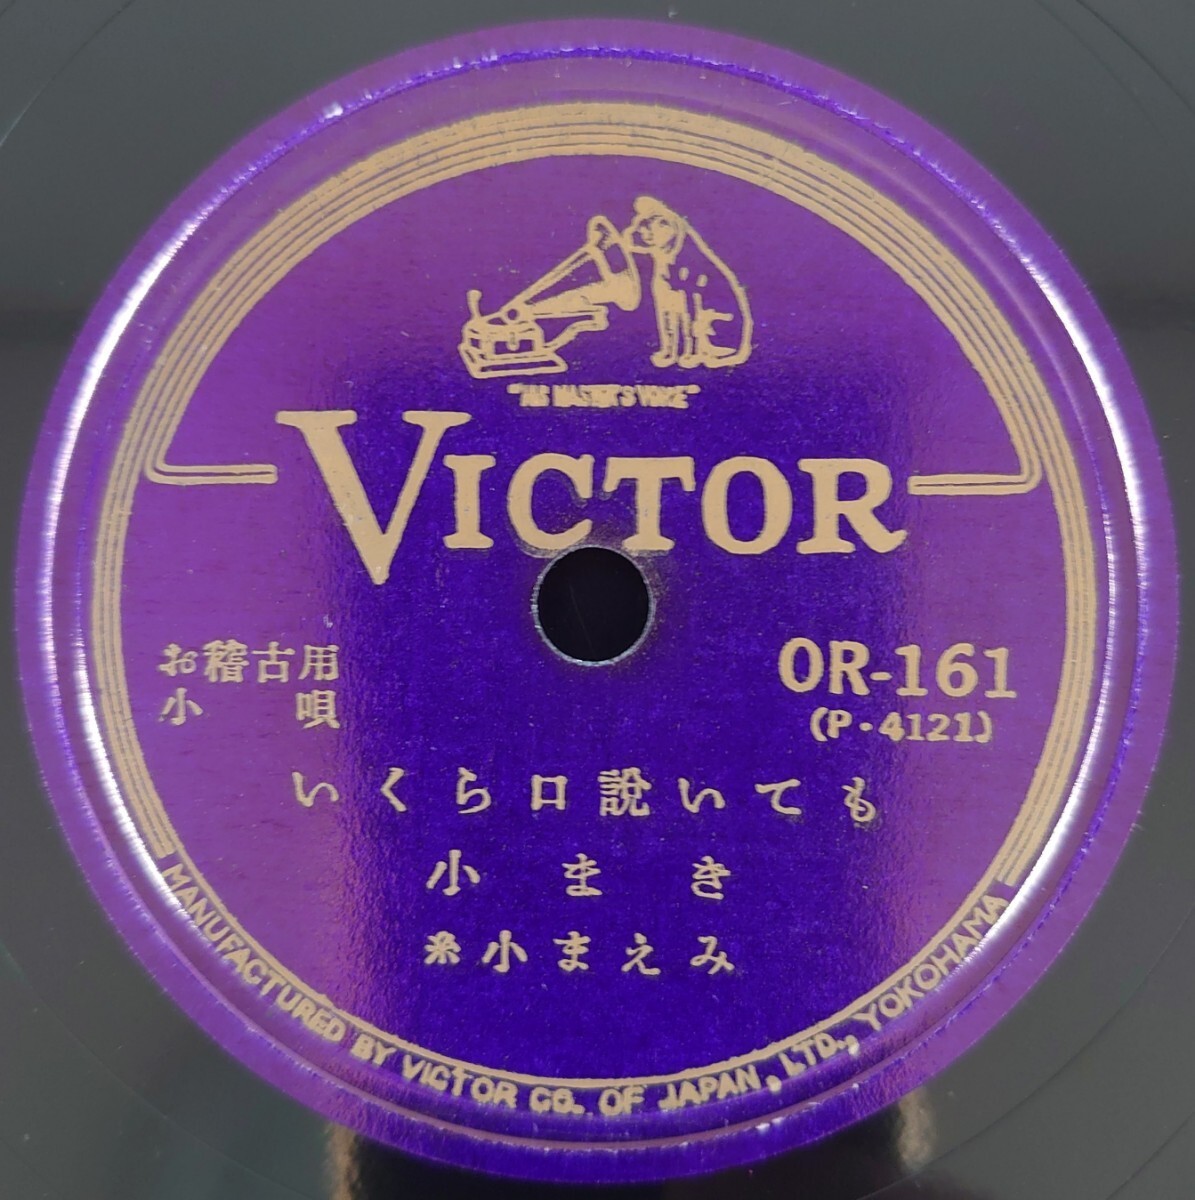 "HIS MASTER'S VOICE"
VICTOR
お稽古用
小唄
OR-161
(P・4121)
いくら口說いても
小まき
糸小まえみ
MANUFACTURED BY VICTOR CO. OF JAPAN, LTD., YOKOHAMA